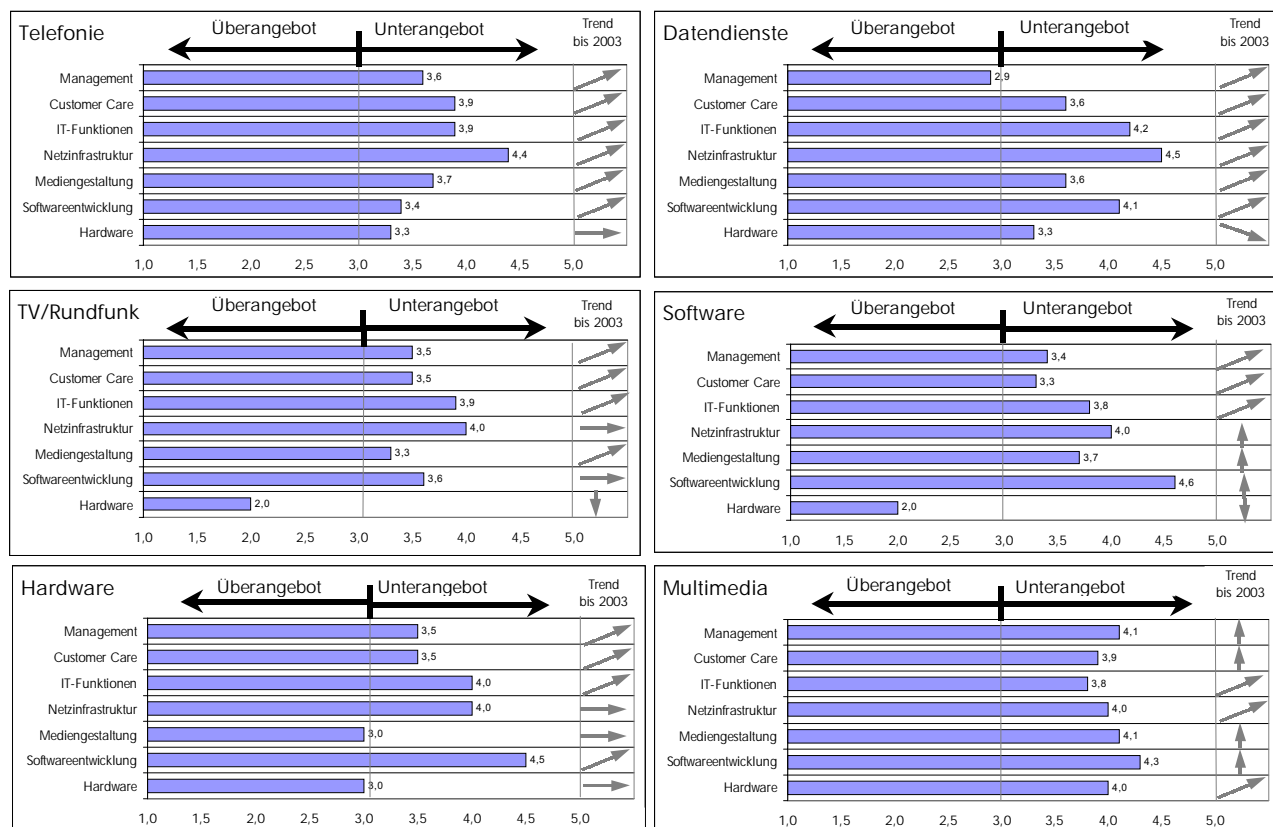 Telefonie
Überangebot
Unterangebot
Trend
bis 2003
Management
3,6
Customer Care
3,9
IT-Funktionen
3,9
Netzinfrastruktur
4,4
Mediengestaltung
3,7
Softwareentwicklung
3,4
Hardware
3,3
1,0 1,5 2,0 2,5 3,0 3,5 4,0 4,5 5,0
Datendienste
Überangebot
Unterangebot
Trend
bis 2003
Management
2,9
Customer Care
3,6
IT-Funktionen
4,2
Netzinfrastruktur
4,5
Mediengestaltung
3,6
Softwareentwicklung
4,1
Hardware
3,3
1,0 1,5 2,0 2,5 3,0 3,5 4,0 4,5 5,0
TV/Rundfunk
Überangebot
Unterangebot
Trend
bis 2003
Management
3,5
Customer Care
3,5
IT-Funktionen
3,9
Netzinfrastruktur
4,0
Mediengestaltung
3,3
Softwareentwicklung
3,6
Hardware
2,0
1,0 1,5 2,0 2,5 3,0 3,5 4,0 4,5 5,0
Software
Überangebot
Unterangebot
Trend
bis 2003
Management
3,4
Customer Care
3,3
IT-Funktionen
3,8
Netzinfrastruktur
4,0
Mediengestaltung
3,7
Softwareentwicklung
4,6
Hardware
2,0
1,0 1,5 2,0 2,5 3,0 3,5 4,0 4,5 5,0
Hardware
Überangebot
Unterangebot
Trend
bis 2003
Management
3,5
Customer Care
3,5
IT-Funktionen
4,0
Netzinfrastruktur
4,0
Mediengestaltung
3,0
Softwareentwicklung
4,5
Hardware
3,0
1,0 1,5 2,0 2,5 3,0 3,5 4,0 4,5 5,0
Multimedia
Überangebot
Unterangebot
Trend
bis 2003
Management
4,1
Customer Care
3,9
IT-Funktionen
3,8
Netzinfrastruktur
4,0
Mediengestaltung
4,1
Softwareentwicklung
4,3
Hardware
4,0
1,0 1,5 2,0 2,5 3,0 3,5 4,0 4,5 5,0